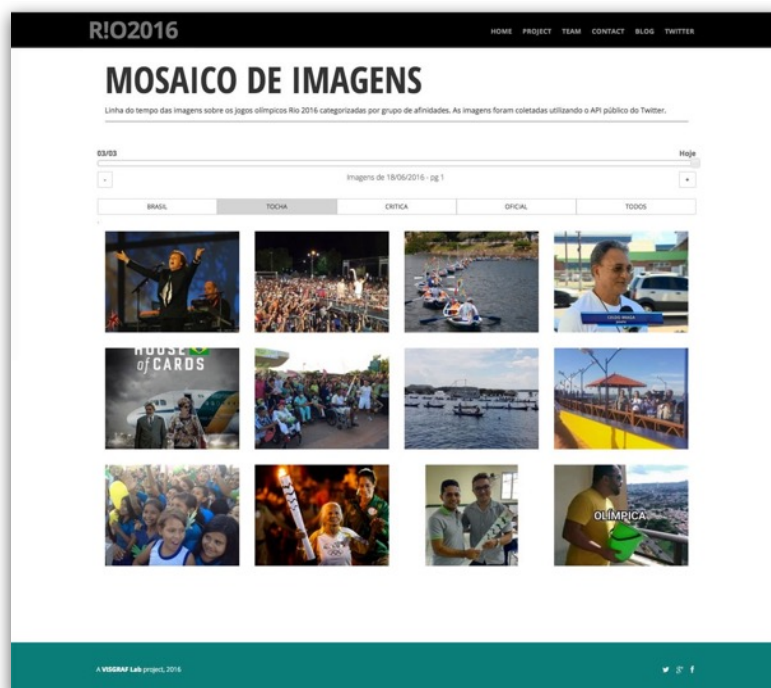 R!O2016
HOME PROJECT TEAM CONTACT BLOG TWITTER
MOSAICO DE IMAGENS
Linha do tempo das imagens sobre os jogos olímpicos Rio 2016 categorizadas por grupo de afinidades. As imagens foram coletadas utilizando o API público do Twitter.
03/03 Hoje
- Imagens de 18/06/2016 - pg 1 +
BRASIL TOCHA CRITICA OFICIAL TODOS
HOUSE
of CARDS
OLÍMPICA
A VISGRAF Lab project, 2016